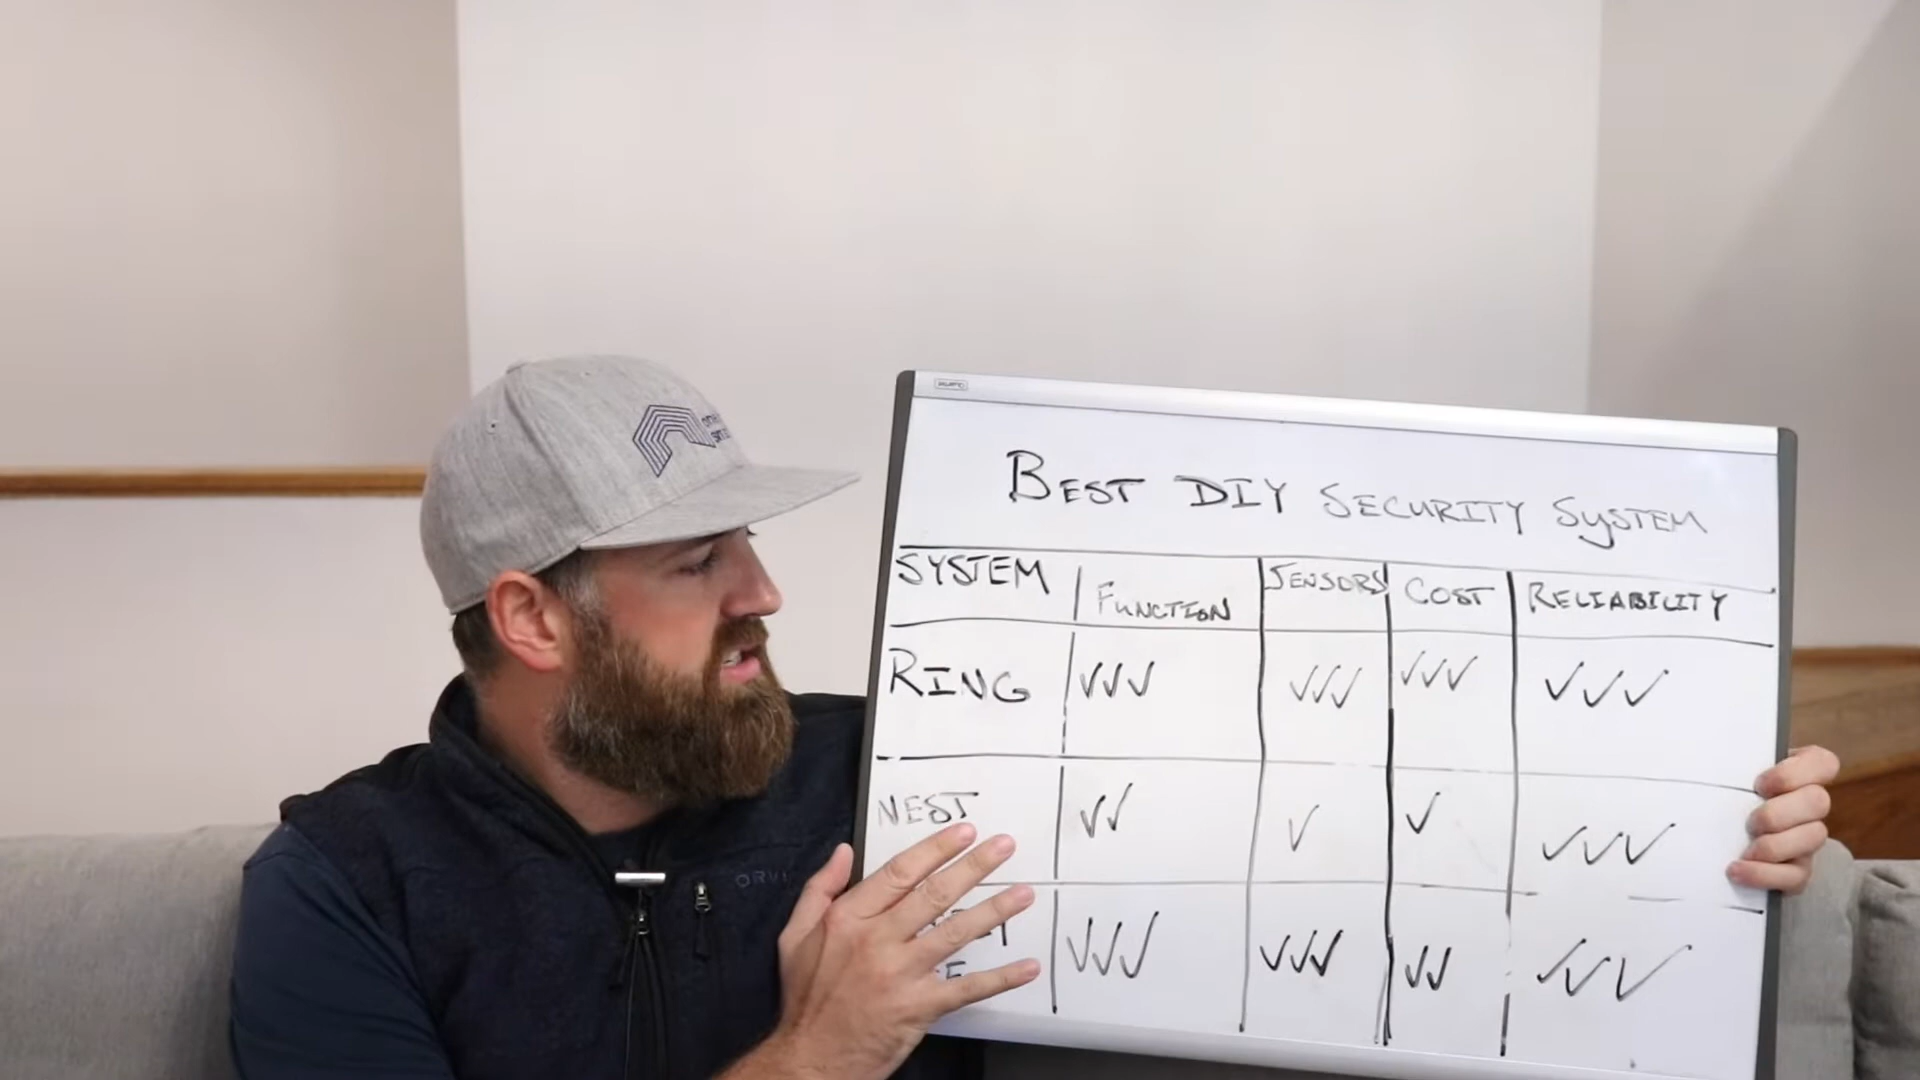 BEST DIY SECURITY SYSTEM
SYSTEM FUNCTION SENSORS COST RELIABILITY
RING ✓✓✓ ✓✓✓ ✓✓✓ ✓✓✓
NEST ✓✓ ✓ ✓ ✓✓✓
✓✓✓ ✓✓✓ ✓✓ ✓✓✓